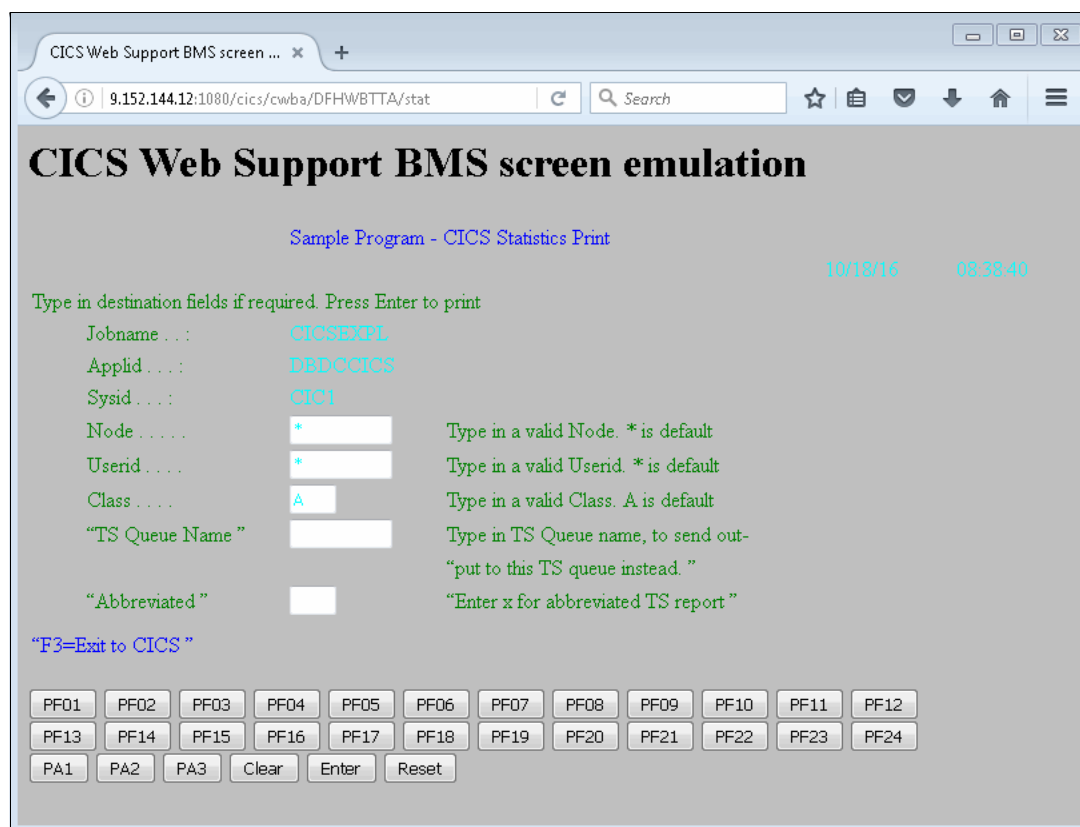 CICS Web Support BMS screen ...
9.152.144.12:1080/cics/cwba/DFHWBTTA/stat Search
CICS Web Support BMS screen emulation
Sample Program - CICS Statistics Print
10/18/16 08:38:40
Type in destination fields if required. Press Enter to print
Jobname . . : CICSEXPL
Applid . . . : DBDCCICS
Sysid . . . : CIC1
Node . . . . . * Type in a valid Node. * is default
Userid . . . . * Type in a valid Userid. * is default
Class . . . . A Type in a valid Class. A is default
“TS Queue Name ” Type in TS Queue name, to send out-
“put to this TS queue instead. ”
“Abbreviated ” “Enter x for abbreviated TS report ”
“F3=Exit to CICS ”
PF01 PF02 PF03 PF04 PF05 PF06 PF07 PF08 PF09 PF10 PF11 PF12
PF13 PF14 PF15 PF16 PF17 PF18 PF19 PF20 PF21 PF22 PF23 PF24
PA1 PA2 PA3 Clear Enter Reset